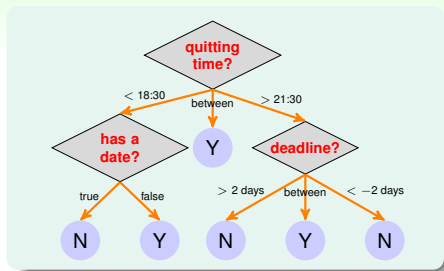 quitting
time?
< 18:30
between
> 21:30
has a
date?
Y
deadline?
true
false
> 2 days
between
< −2 days
N
Y
N
Y
N